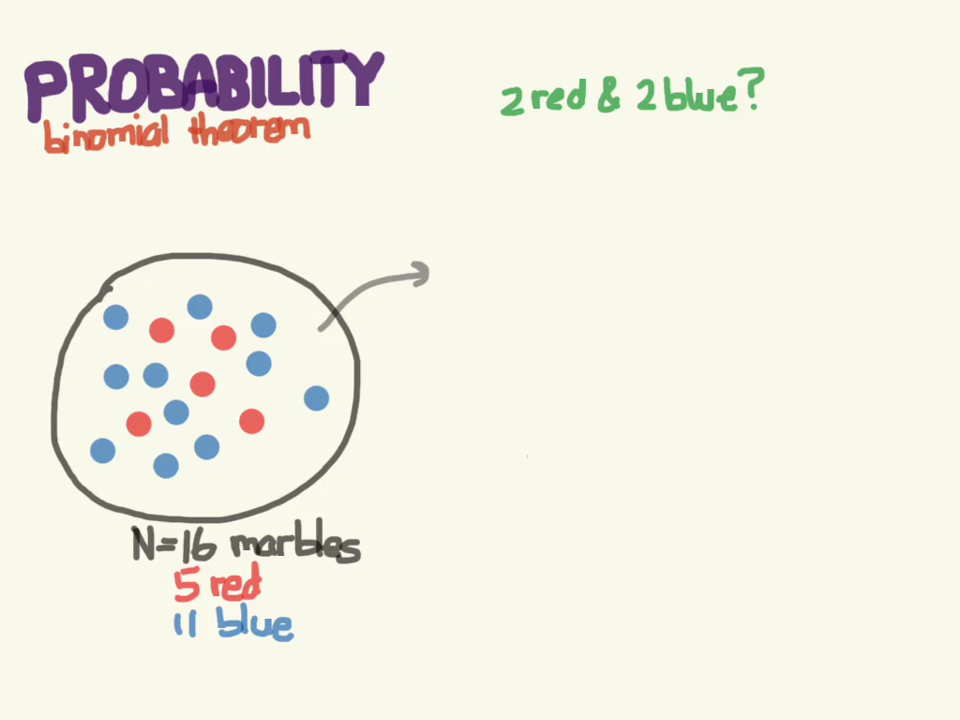 PROBABILITY
binomial theorem
2 red & 2 blue?
N=16 marbles
5 red
11 blue